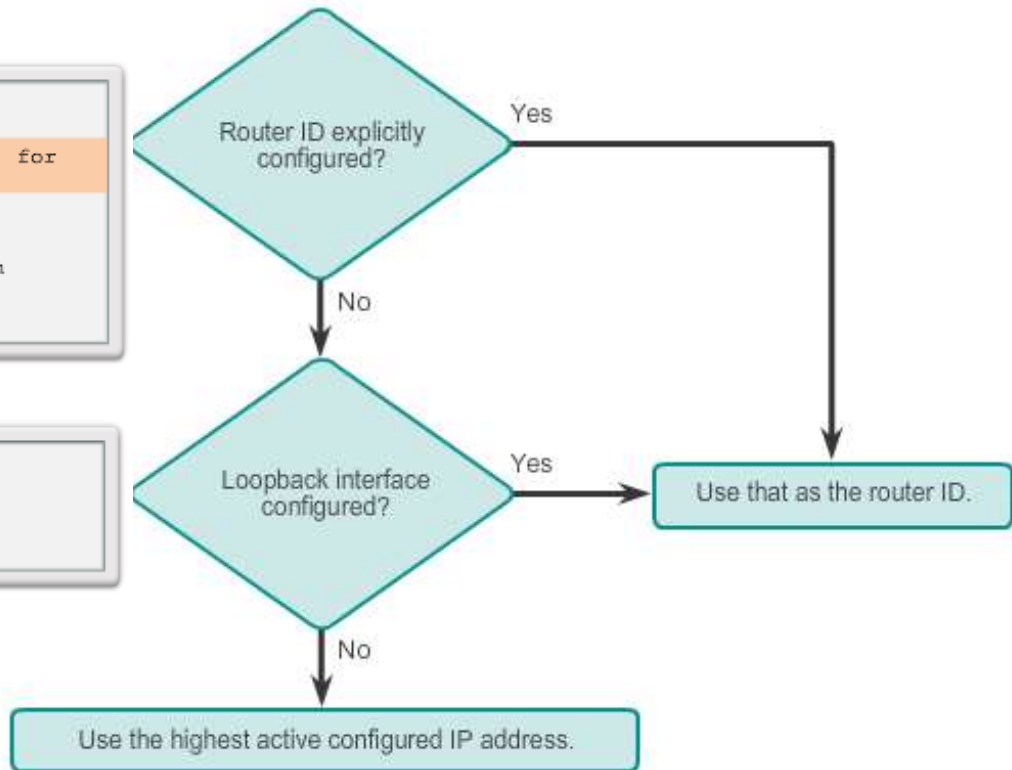 for
Router ID explicitly
configured?
Yes
No
Loopback interface
configured?
Yes
Use that as the router ID.
No
Use the highest active configured IP address.